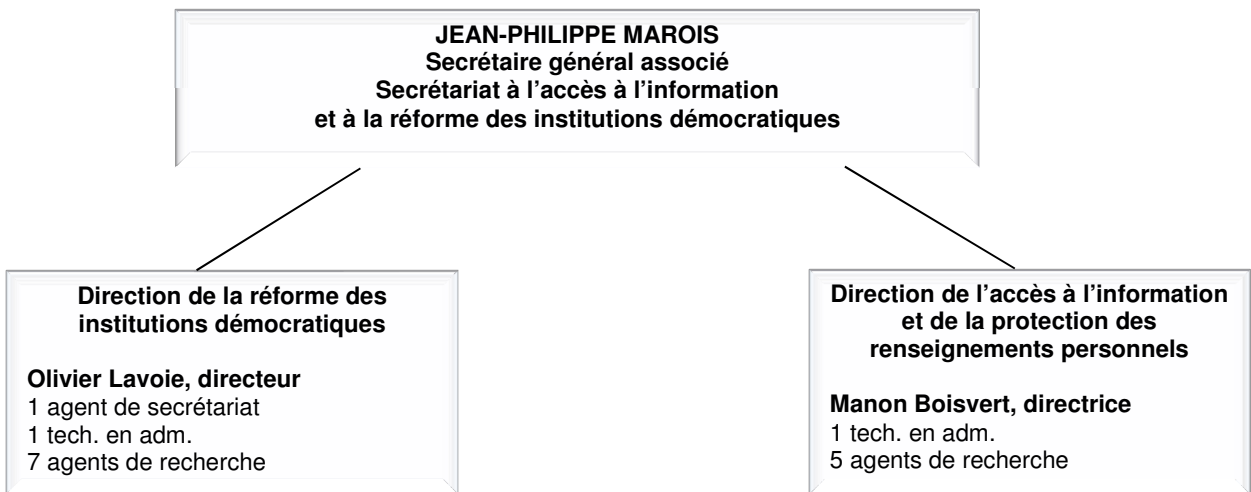 JEAN-PHILIPPE MAROIS
Secrétaire général associé
Secrétariat à l’accès à l’information
et à la réforme des institutions démocratiques
Direction de la réforme des
institutions démocratiques
Olivier Lavoie, directeur
1 agent de secrétariat
1 tech. en adm.
7 agents de recherche
Direction de l’accès à l’information
et de la protection des
renseignements personnels
Manon Boisvert, directrice
1 tech. en adm.
5 agents de recherche